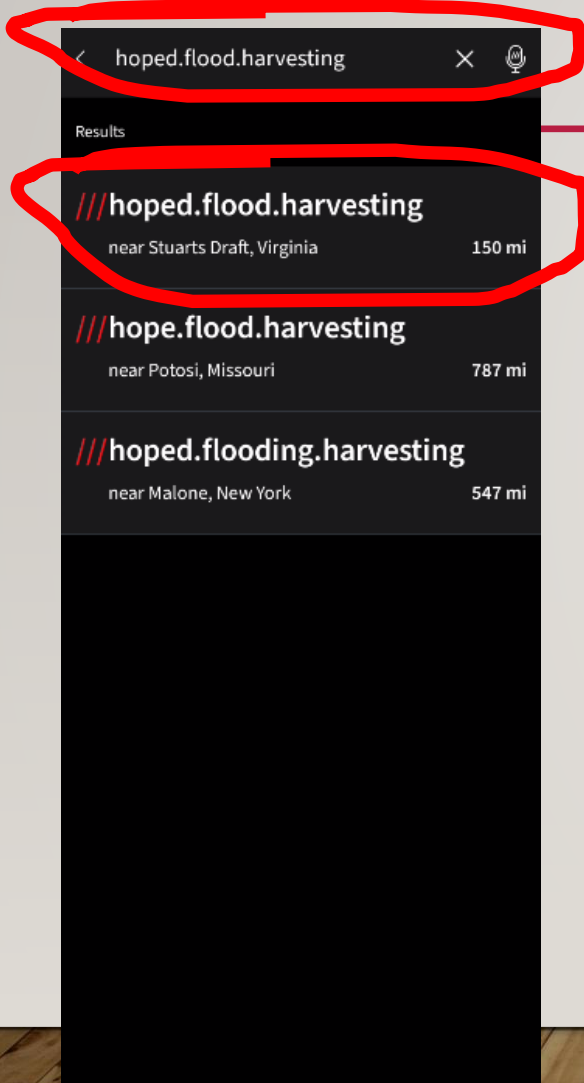 hoped.flood.harvesting
Results
///hoped.flood.harvesting
near Stuarts Draft, Virginia 150 mi
///hope.flood.harvesting
near Potosi, Missouri 787 mi
///hoped.flooding.harvesting
near Malone, New York 547 mi